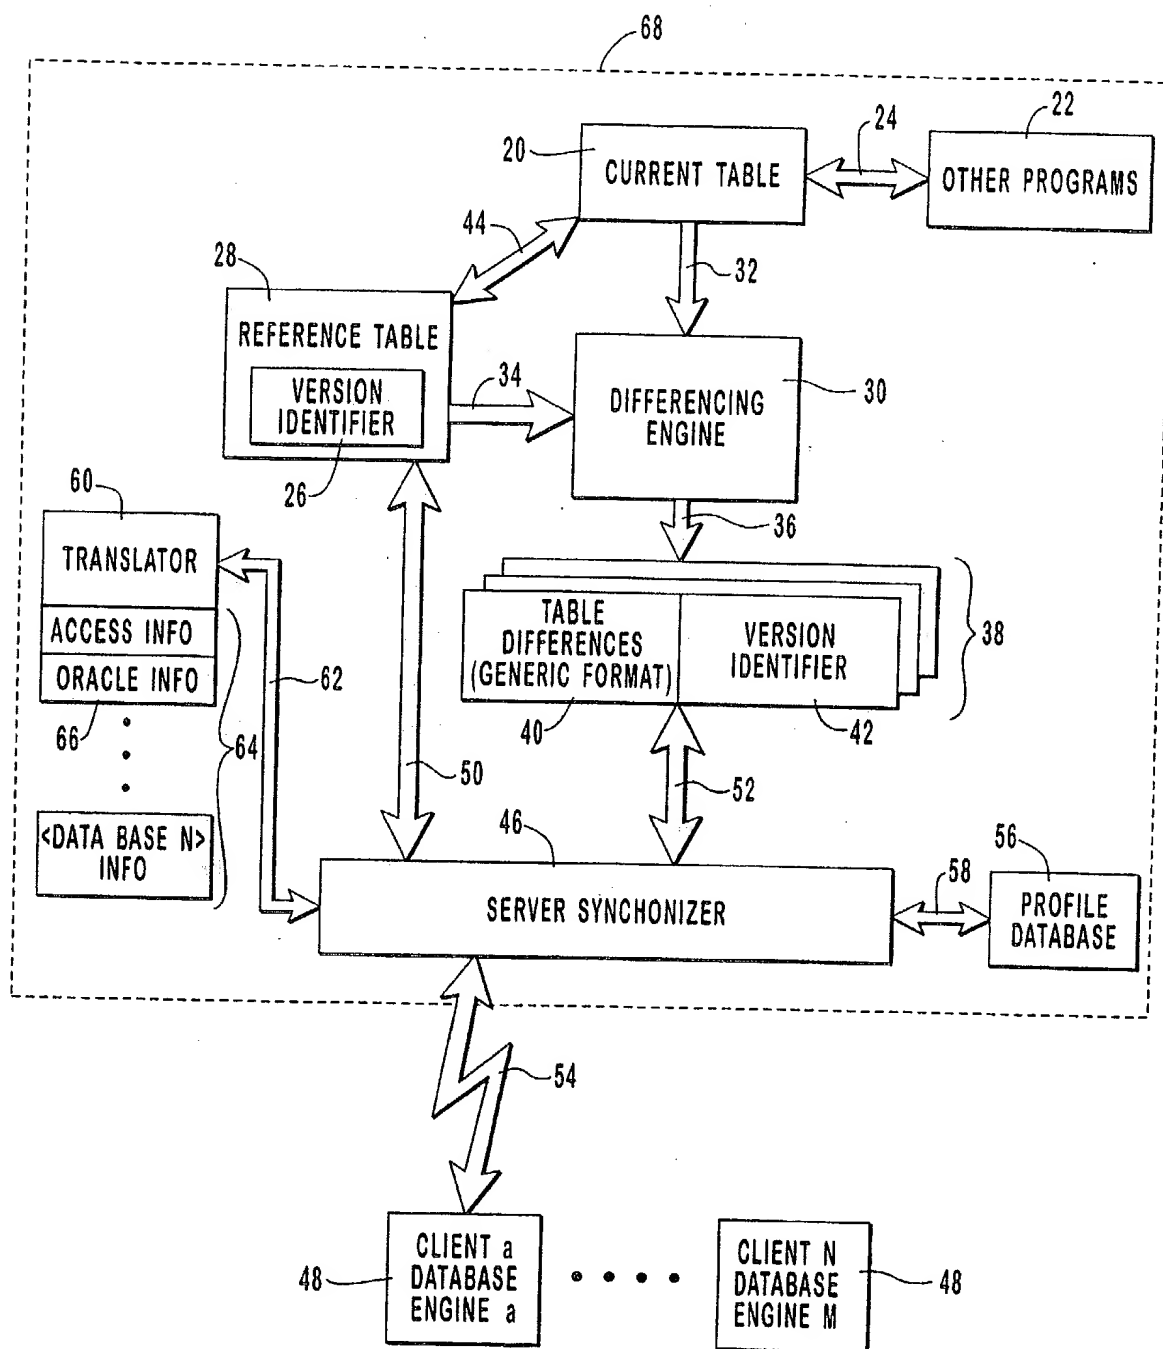 68
20
CURRENT TABLE
24
22
OTHER PROGRAMS
44
32
28
REFERENCE TABLE
VERSION
IDENTIFIER
26
34
DIFFERENCING
ENGINE
30
36
60
TRANSLATOR
ACCESS INFO
ORACLE INFO
66
64
<DATA BASE N>
INFO
62
TABLE
DIFFERENCES
(GENERIC FORMAT)
40
VERSION
IDENTIFIER
42
38
50
52
46
SERVER SYNCHONIZER
58
56
PROFILE
DATABASE
54
48
CLIENT a
DATABASE
ENGINE a
CLIENT N
DATABASE
ENGINE M
48